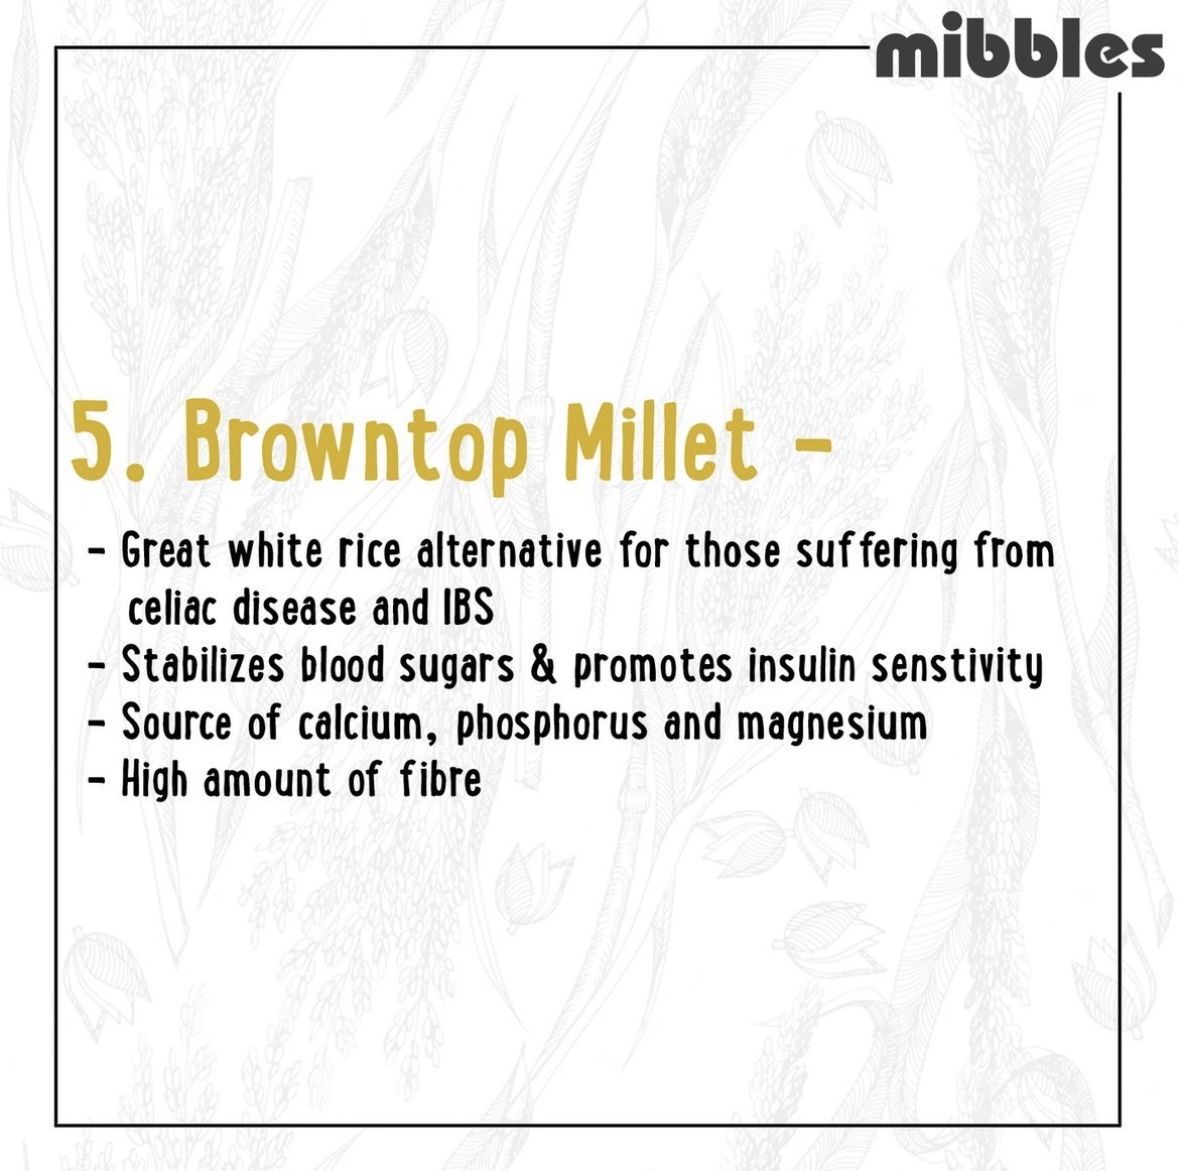 mibbles
5. Browntop Millet -
- Great white rice alternative for those suffering from
celiac disease and IBS
- Stabilizes blood sugars & promotes insulin senstivity
- Source of calcium, phosphorus and magnesium
- High amount of fibre